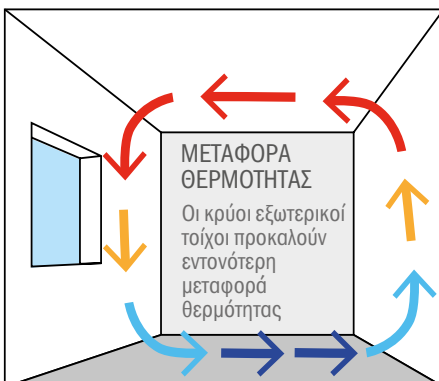 ΜΕΤΑΦΟΡΑ
ΘΕΡΜΟΤΗΤΑΣ
Οι κρύοι εξωτερικοί
τοίχοι προκαλούν
εντονότερη
μεταφορά
θερμότητας